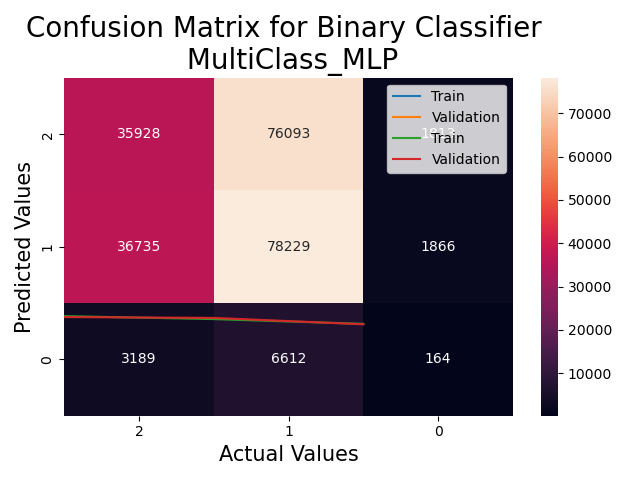 Confusion Matrix for Binary Classifier
MultiClass_MLP
Predicted Values
2
1
0
35928 76093
36735 78229 1866
3189 6612 164
Train
Validation
Train
Validation
2 1 0
Actual Values
70000
60000
50000
40000
30000
20000
10000